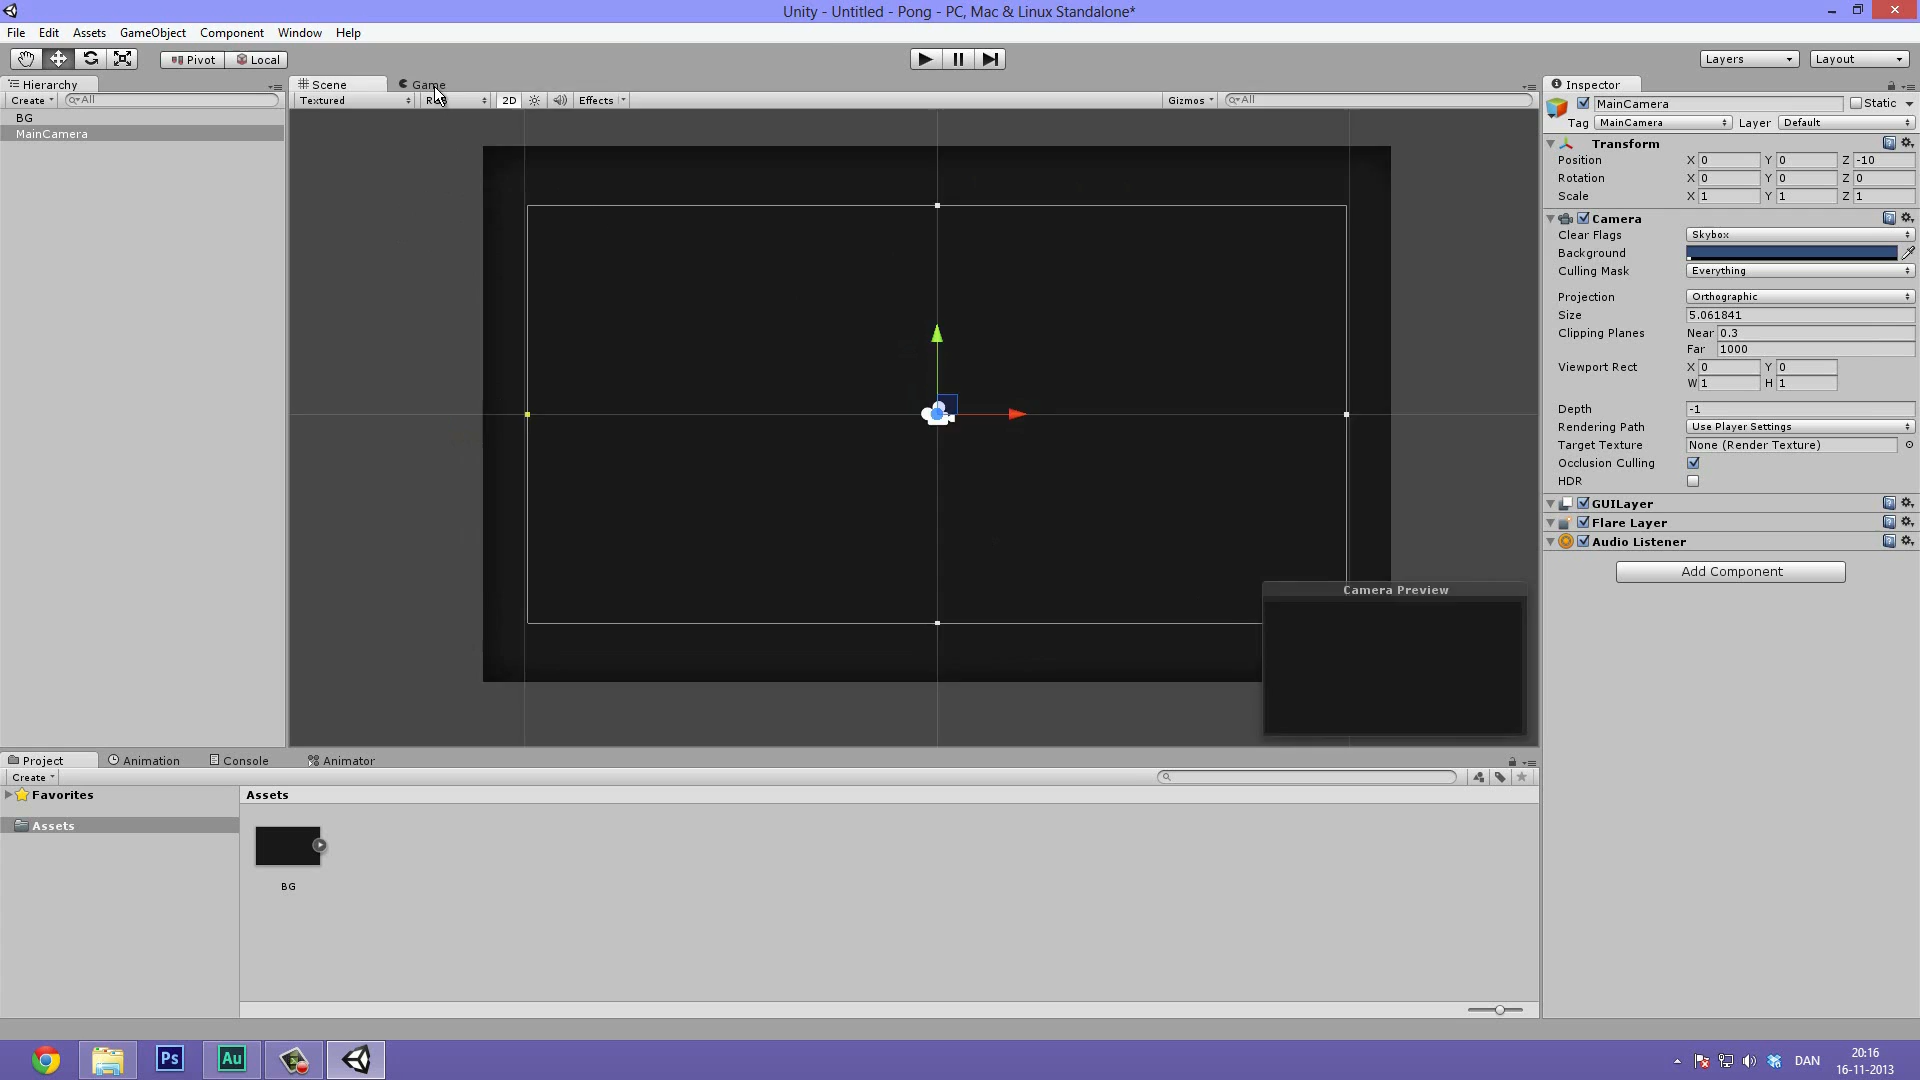 Unity - Untitled - Pong - PC, Mac & Linux Standalone*
File Edit Assets GameObject Component Window Help
Pivot Local Layers Layout
Hierarchy Scene Game Inspector
Create All Textured 2D Effects Gizmos All
MainCamera Static
BG
MainCamera
Tag MainCamera Layer Default
Transform
Position X 0 Y 0 Z -10
Rotation X 0 Y 0 Z 0
Scale X 1 Y 1 Z 1
Camera
Clear Flags Skybox
Background
Culling Mask Everything
Projection Orthographic
Size 5.061841
Clipping Planes Near 0.3
Far 1000
Viewport Rect X 0 Y 0
W 1 H 1
Depth -1
Rendering Path Use Player Settings
Target Texture None (Render Texture)
Occlusion Culling
HDR
GUILayer
Flare Layer
Audio Listener
Add Component
Camera Preview
Project Animation Console Animator
Create
Favorites Assets
Assets
BG
Ps Au DAN 20:16
16-11-2013